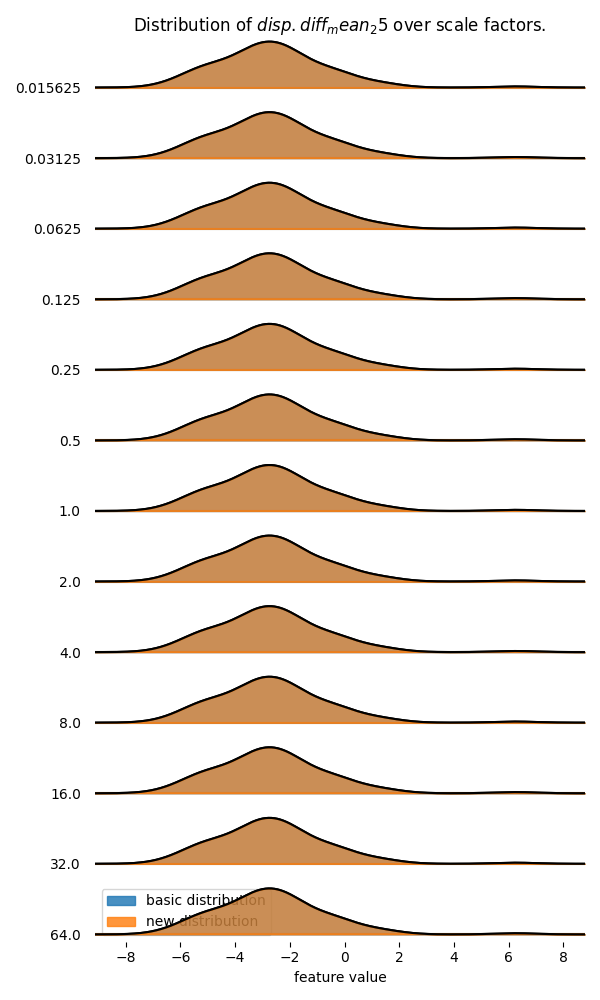 Distribution of disp. diff_mean_25 over scale factors.
0.015625
0.03125
0.0625
0.125
0.25
0.5
1.0
2.0
4.0
8.0
16.0
32.0
basic distribution
new distribution
64.0
−8 −6 −4 −2 0 2 4 6 8
feature value